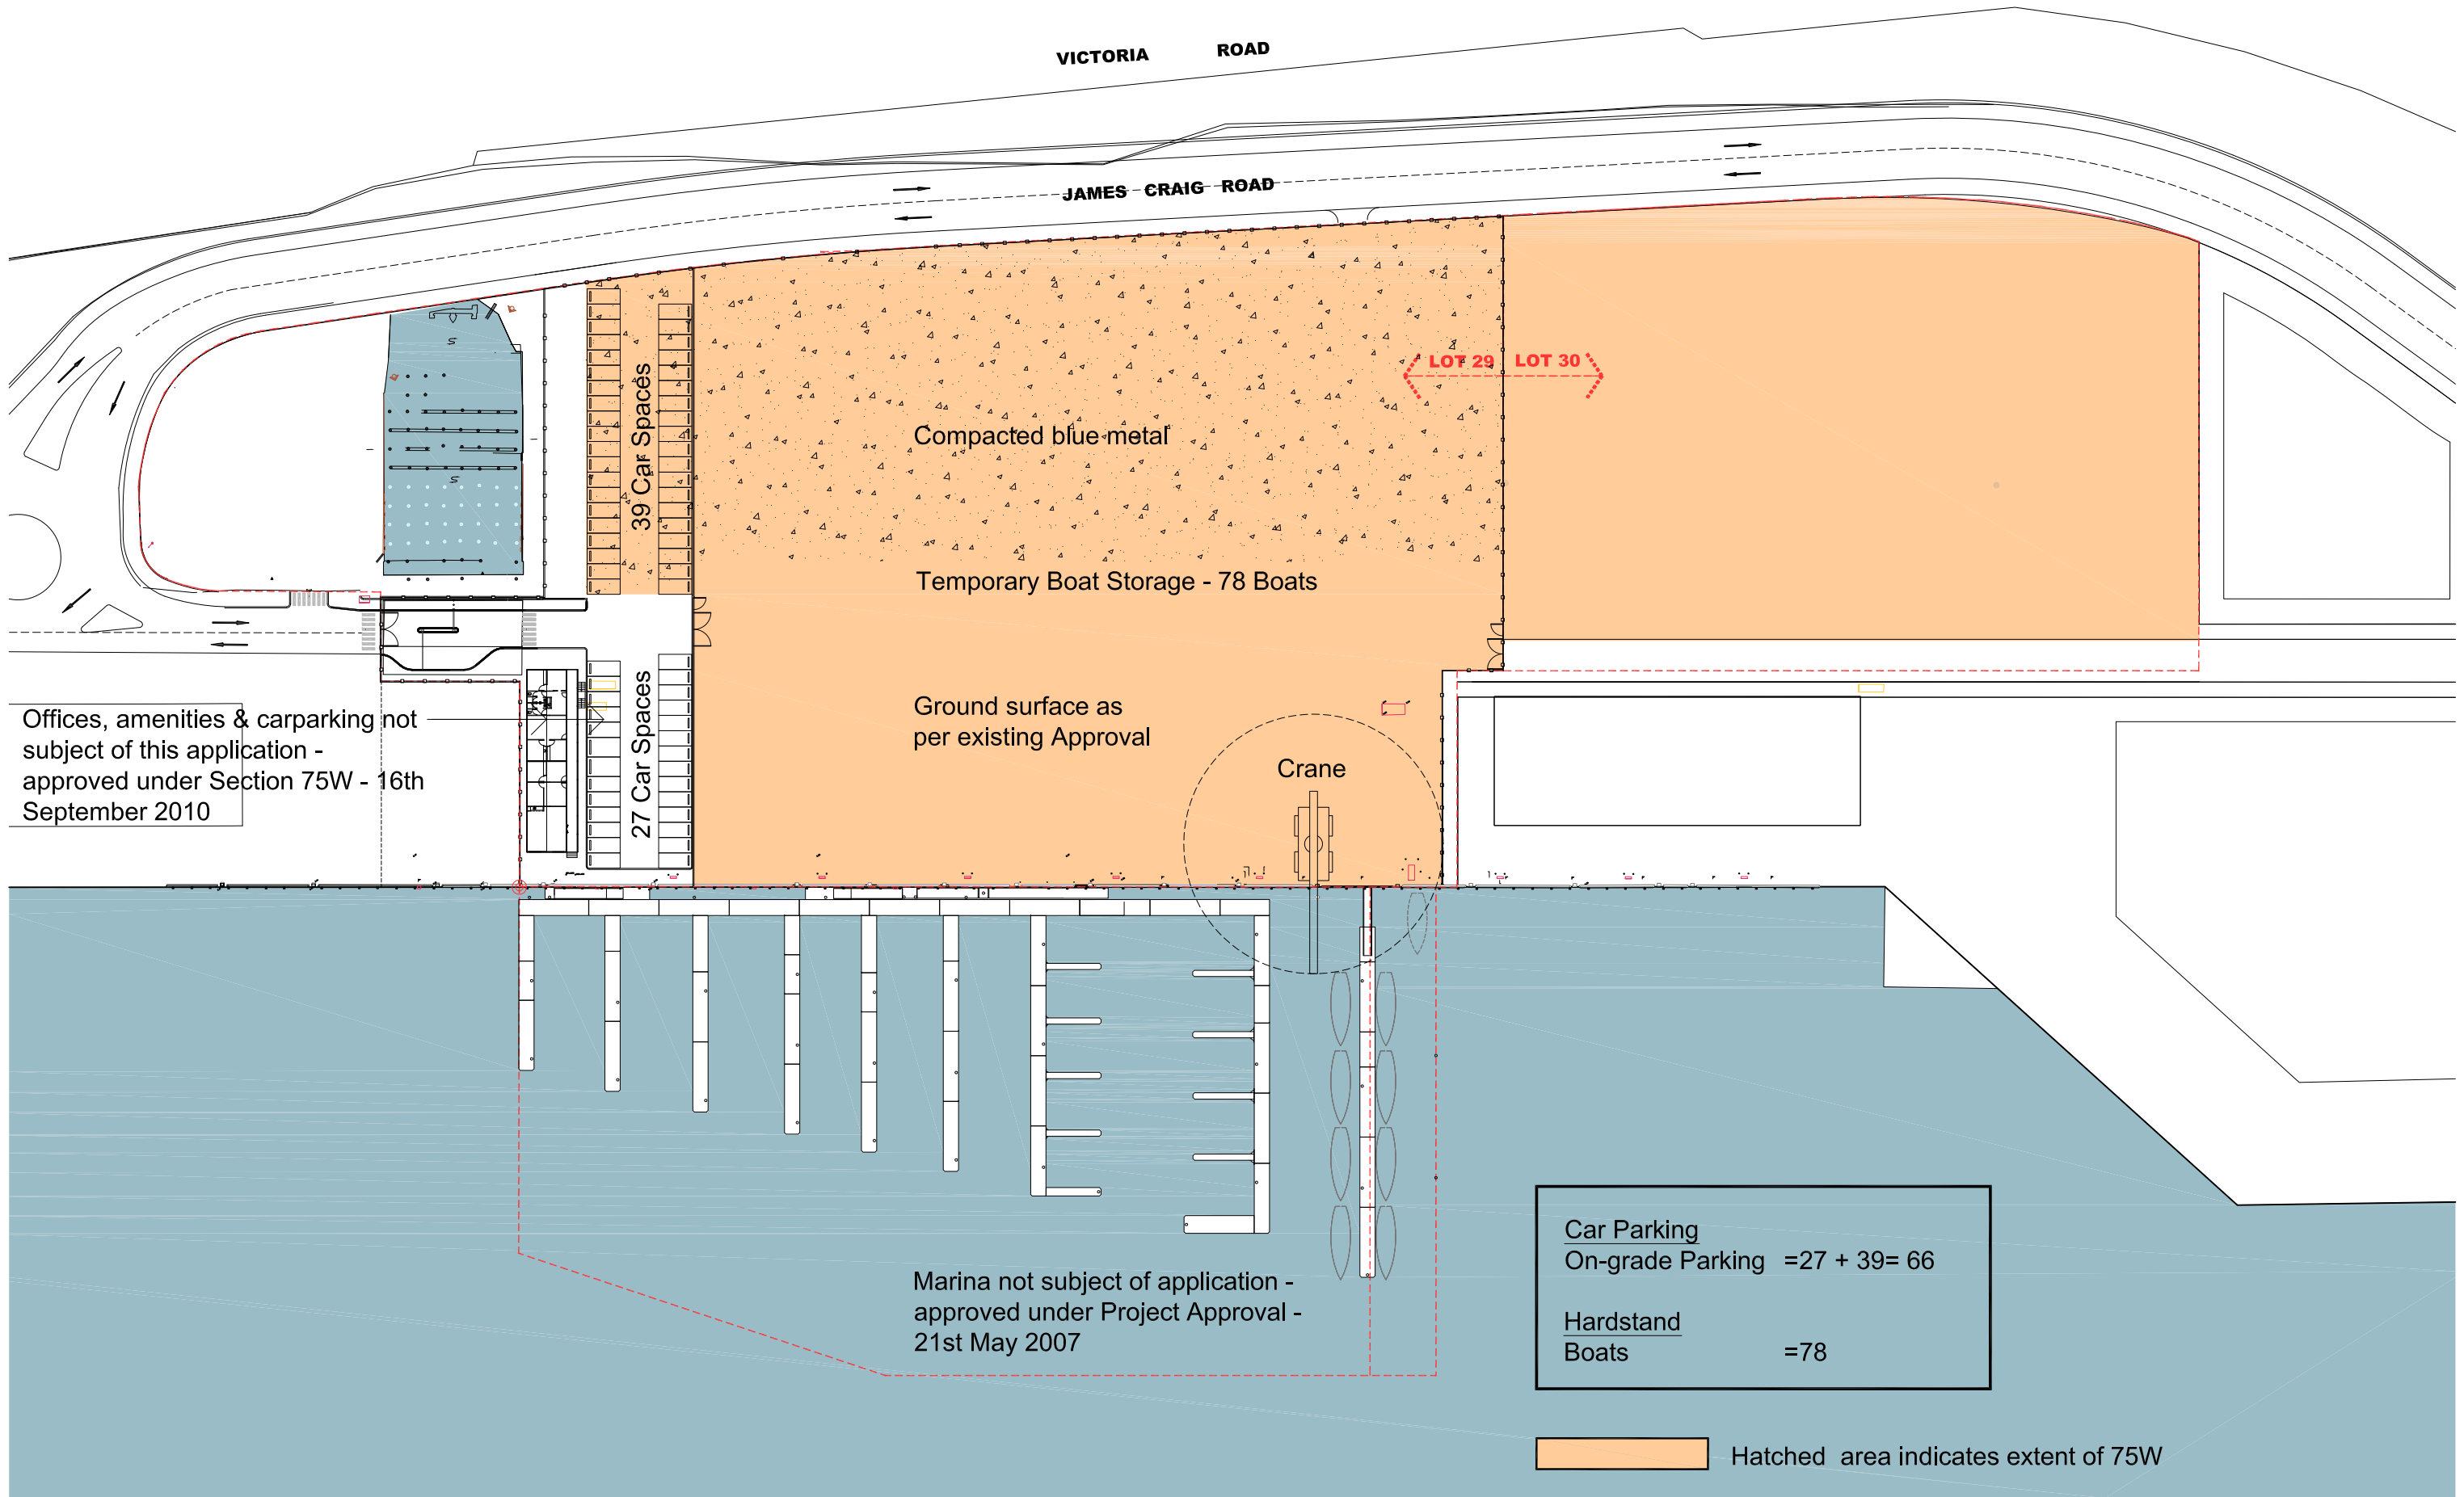 VICTORIA ROAD
JAMES CRAIG ROAD
LOT 29 LOT 30
39 Car Spaces
Compacted blue metal
Temporary Boat Storage - 78 Boats
27 Car Spaces
Ground surface as
per existing Approval
Crane
Offices, amenities & carparking not
subject of this application -
approved under Section 75W - 16th
September 2010
Marina not subject of application -
approved under Project Approval -
21st May 2007
Car Parking
On-grade Parking =27 + 39= 66
Hardstand
Boats =78
Hatched area indicates extent of 75W